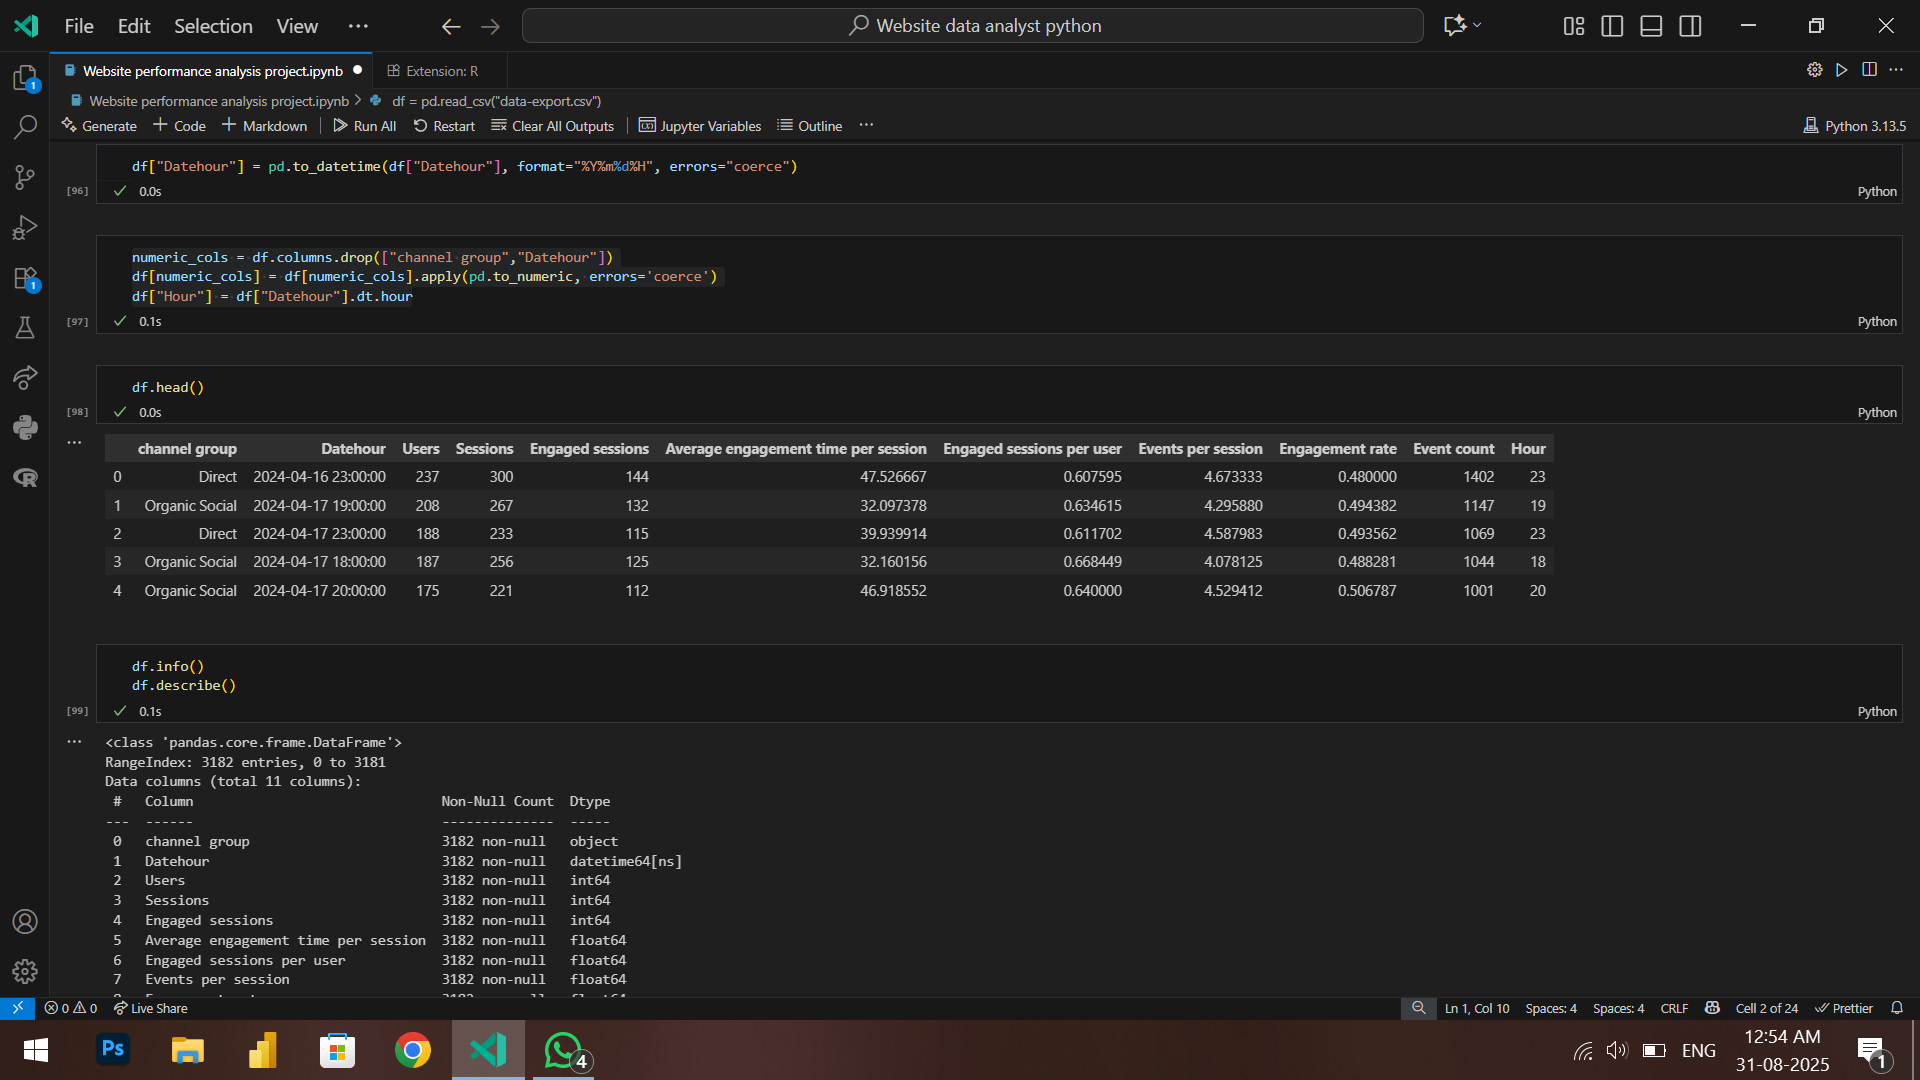 File Edit Selection View ··· Website data analyst python
Website performance analysis project.ipynb Extension: R
Website performance analysis project.ipynb > df = pd.read_csv("data-export.csv")
Generate + Code + Markdown Run All Restart Clear All Outputs Jupyter Variables Outline ··· Python 3.13.5
df["Datehour"] = pd.to_datetime(df["Datehour"], format="%Y%m%d%H", errors="coerce")
[96] ✓ 0.0s Python
numeric_cols = df.columns.drop(["channel group","Datehour"])
df[numeric_cols] = df[numeric_cols].apply(pd.to_numeric, errors='coerce')
df["Hour"] = df["Datehour"].dt.hour
[97] ✓ 0.1s Python
df.head()
[98] ✓ 0.0s Python
channel group Datehour Users Sessions Engaged sessions Average engagement time per session Engaged sessions per user Events per session Engagement rate Event count Hour
0 Direct 2024-04-16 23:00:00 237 300 144 47.526667 0.607595 4.673333 0.480000 1402 23
1 Organic Social 2024-04-17 19:00:00 208 267 132 32.097378 0.634615 4.295880 0.494382 1147 19
2 Direct 2024-04-17 23:00:00 188 233 115 39.939914 0.611702 4.587983 0.493562 1069 23
3 Organic Social 2024-04-17 18:00:00 187 256 125 32.160156 0.668449 4.078125 0.488281 1044 18
4 Organic Social 2024-04-17 20:00:00 175 221 112 46.918552 0.640000 4.529412 0.506787 1001 20
df.info()
df.describe()
[99] ✓ 0.1s Python
<class 'pandas.core.frame.DataFrame'>
RangeIndex: 3182 entries, 0 to 3181
Data columns (total 11 columns):
# Column Non-Null Count Dtype
--- ------ -------------- -----
0 channel group 3182 non-null object
1 Datehour 3182 non-null datetime64[ns]
2 Users 3182 non-null int64
3 Sessions 3182 non-null int64
4 Engaged sessions 3182 non-null int64
5 Average engagement time per session 3182 non-null float64
6 Engaged sessions per user 3182 non-null float64
7 Events per session 3182 non-null float64
0 0 Live Share Ln 1, Col 10 Spaces: 4 Spaces: 4 CRLF Cell 2 of 24 Prettier
Ps 4 ENG 12:54 AM 1
31-08-2025